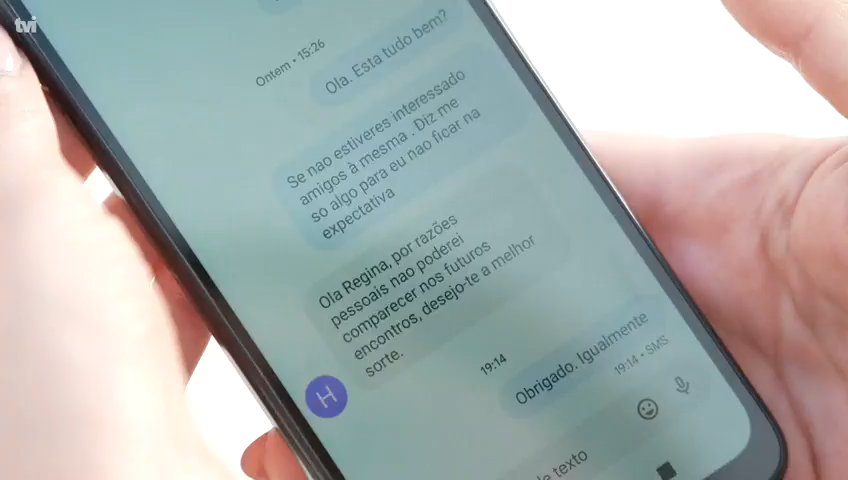 tvi
Ontem • 15:26
Ola. Esta tudo bem?
Se nao estiveres interessado
amigos à mesma . Diz me
so algo para eu nao ficar na
expectativa
Ola Regina, por razões
pessoais nao poderei
comparecer nos futuros
encontros, desejo-te a melhor
sorte.
H
19:14
Obrigado. Igualmente
19:14 • SMS
de texto